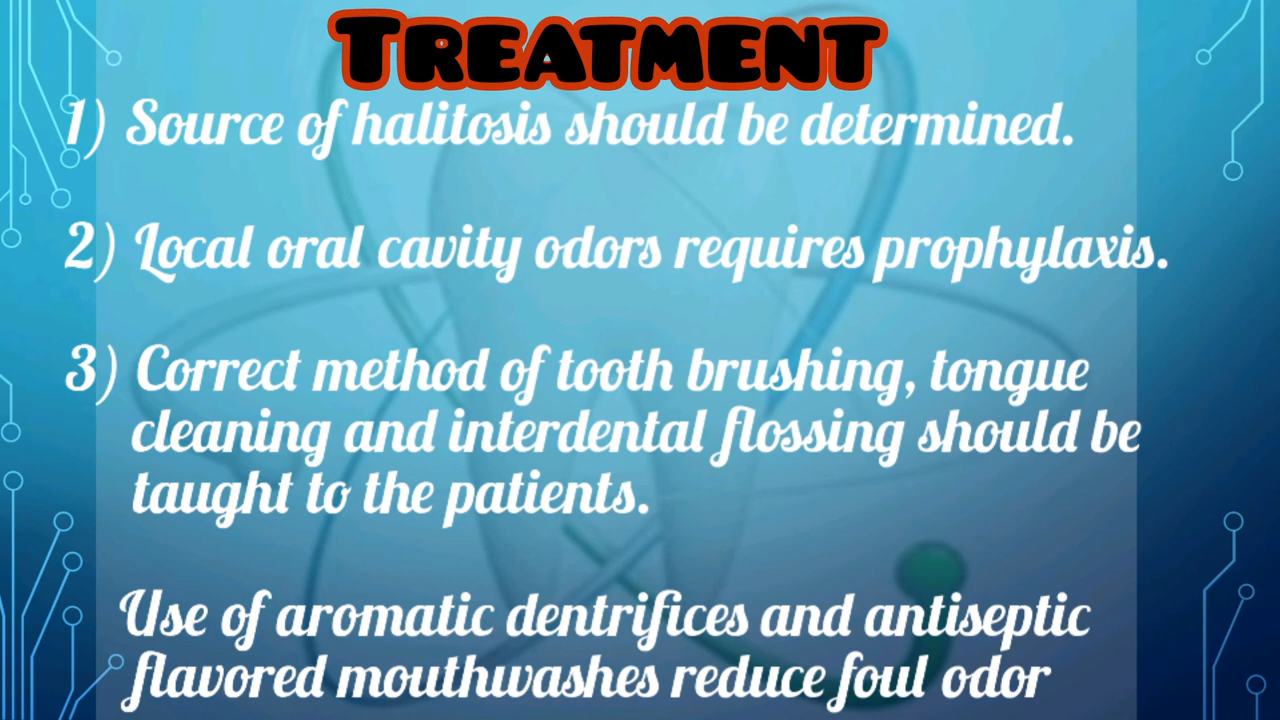 TREATMENT
1) Source of halitosis should be determined.
2) Local oral cavity odors requires prophylaxis.
3) Correct method of tooth brushing, tongue
cleaning and interdental flossing should be
taught to the patients.
Use of aromatic dentrifices and antiseptic
flavored mouthwashes reduce foul odor